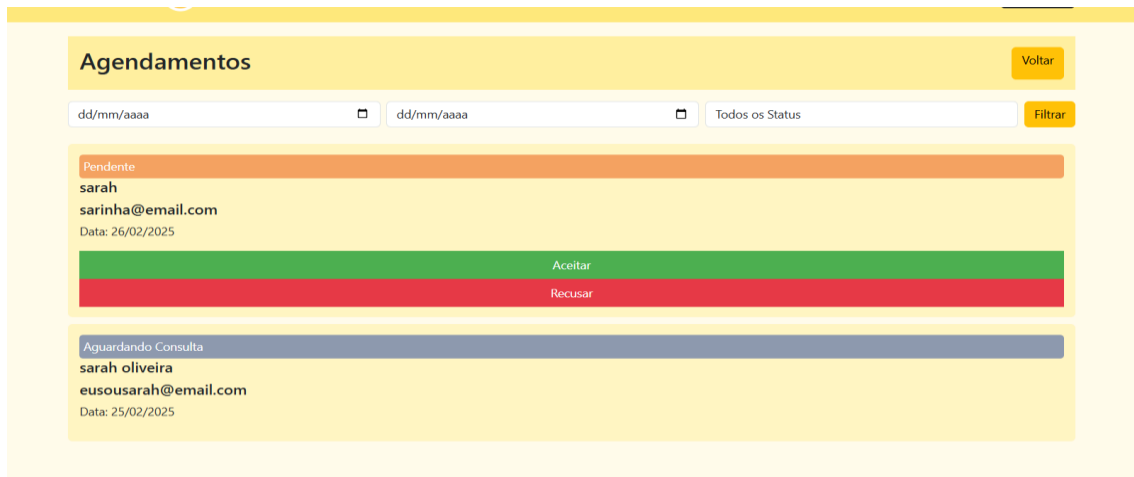 Agendamentos
Voltar
dd/mm/aaaa dd/mm/aaaa Todos os Status Filtrar
Pendente
sarah
sarinha@email.com
Data: 26/02/2025
Aceitar
Recusar
Aguardando Consulta
sarah oliveira
eusousarah@email.com
Data: 25/02/2025